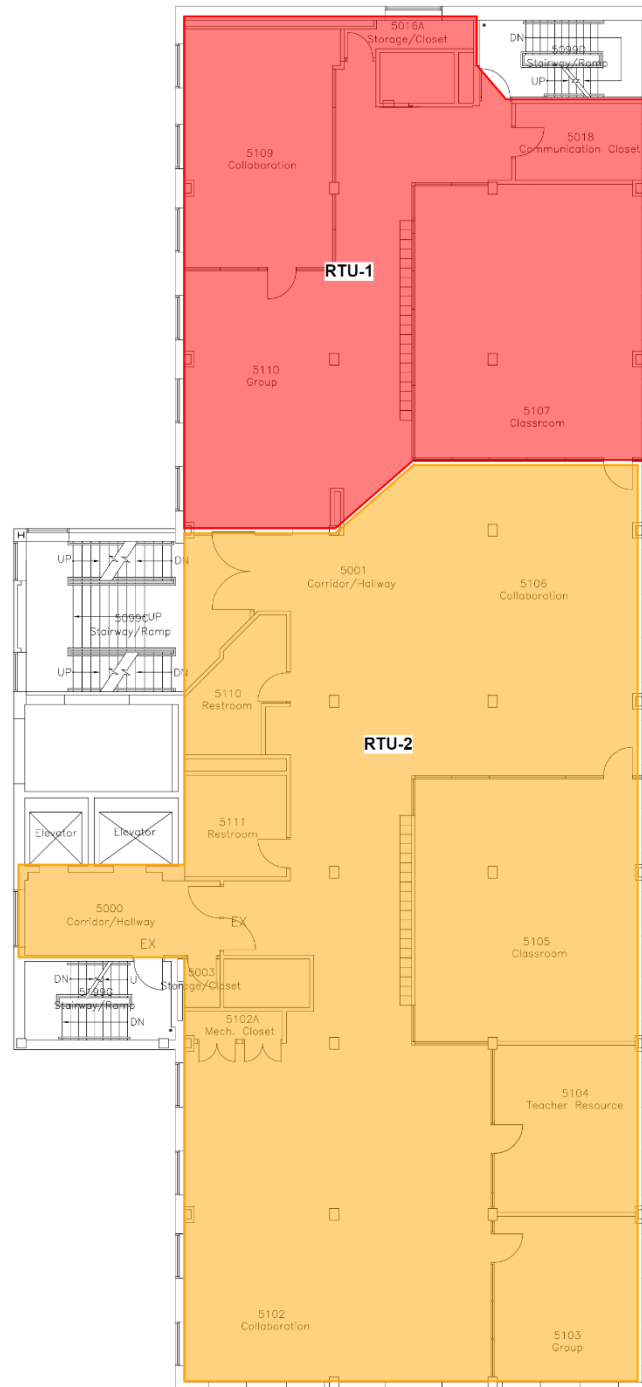 5016A
Storage/Closet
DN
5099D
Stairway/Ramp
UP
5109
Collaboration
5018
Communication Closet
RTU-1
5110
Group
5107
Classroom
H
UP
DN
5001
Corridor/Hallway
5106
Collaboration
5099C
UP
Stairway/Ramp
UP
DN
5110
Restroom
RTU-2
Elevator
Elevator
5111
Restroom
5000
Corridor/Hallway
EX
EX
5105
Classroom
DN
U
5003
Storage/Closet
5099G
Stairway/Ramp
DN
5102A
Mech. Closet
5104
Teacher Resource
5102
Collaboration
5103
Group